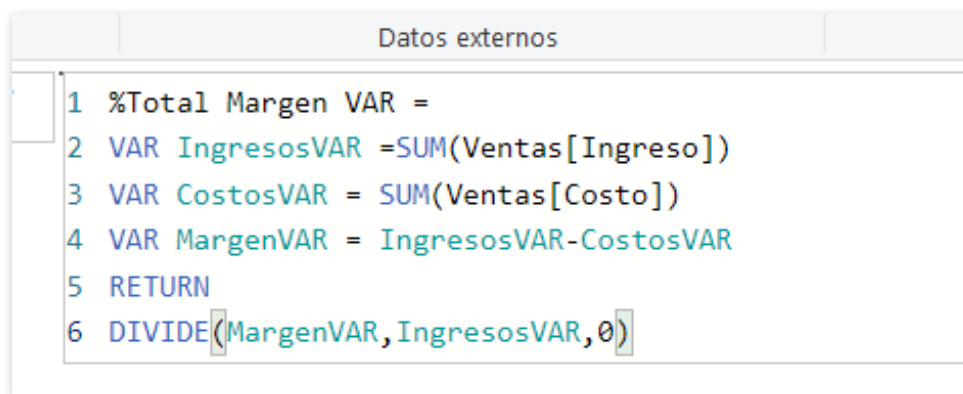 Datos externos
1 %Total Margen VAR =
2 VAR IngresosVAR =SUM(Ventas[Ingreso])
3 VAR CostosVAR = SUM(Ventas[Costo])
4 VAR MargenVAR = IngresosVAR-CostosVAR
5 RETURN
6 DIVIDE(MargenVAR,IngresosVAR,0)